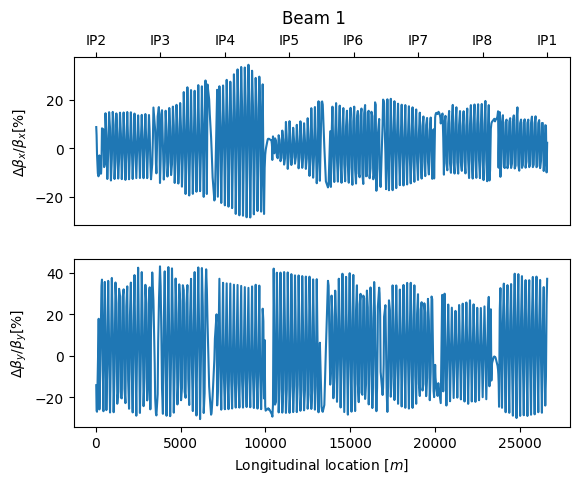 Beam 1
IP2 IP3 IP4 IP5 IP6 IP7 IP8 IP1
20
0
−20
Δβx/βx[%]
40
20
0
−20
Δβy/βy[%]
0 5000 10000 15000 20000 25000
Longitudinal location [m]